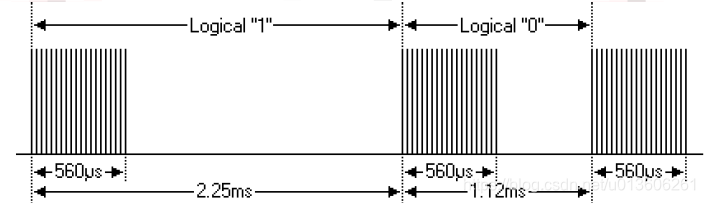 Logical "1" Logical "0"
560µs 560µs 560µs
2.25ms 1.12ms